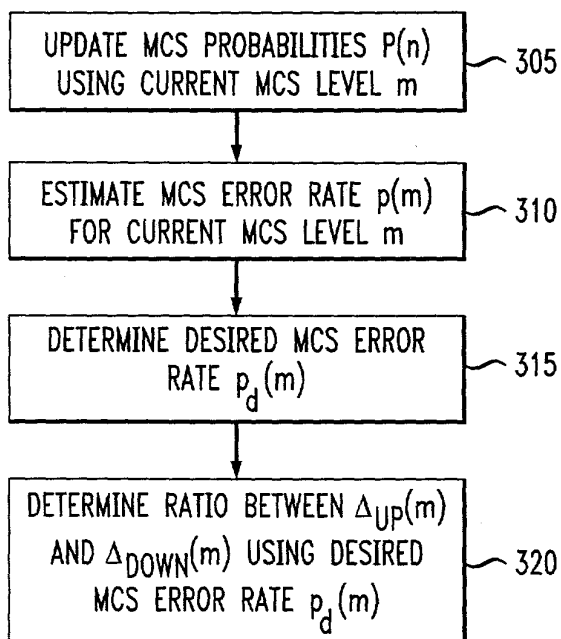 UPDATE MCS PROBABILITIES P(n)
USING CURRENT MCS LEVEL m
305
ESTIMATE MCS ERROR RATE p(m)
FOR CURRENT MCS LEVEL m
310
DETERMINE DESIRED MCS ERROR
RATE p_d(m)
315
DETERMINE RATIO BETWEEN Δ_UP(m)
AND Δ_DOWN(m) USING DESIRED
MCS ERROR RATE p_d(m)
320